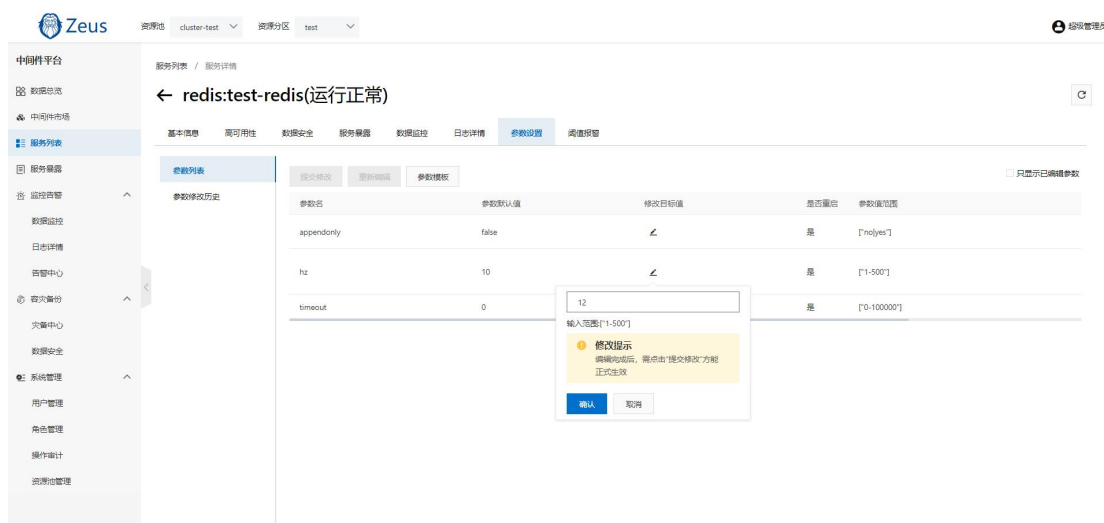 Zeus 资源池 cluster-test 资源分区 test 超级管理员
中间件平台
数据总览
中间件市场
服务列表
服务暴露
监控告警
数据监控
日志详情
告警中心
容灾备份
灾备中心
数据安全
系统管理
用户管理
角色管理
操作审计
资源池管理
服务列表 / 服务详情
← redis:test-redis(运行正常)
基本信息 高可用性 数据安全 服务暴露 数据监控 日志详情 参数设置 阈值报警
参数列表
参数修改历史
提交修改 重新编辑 参数模板 只显示已编辑参数
参数名 参数默认值 修改目标值 是否重启 参数值范围
appendonly false 是 ["no|yes"]
hz 10 是 ["1-500"]
timeout 0 是 ["0-100000"]
12
输入范围:["1-500"]
修改提示
编辑完成后，需点击"提交修改"方能
正式生效
确认 取消